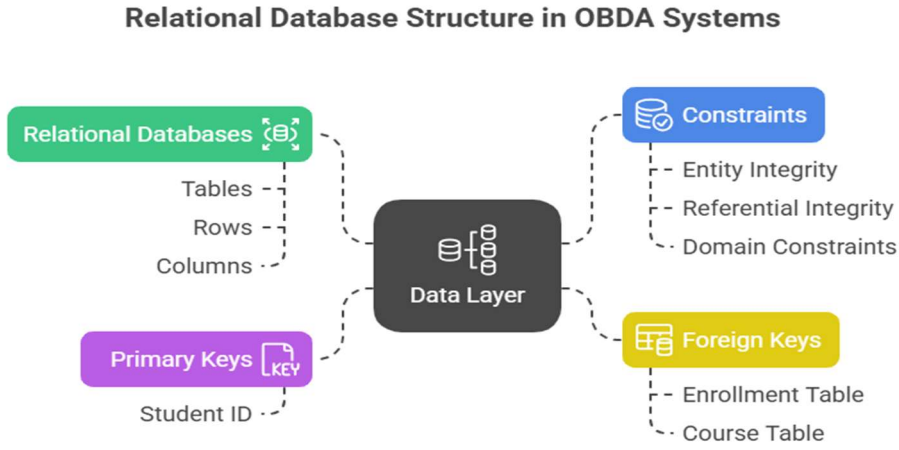 Relational Database Structure in OBDA Systems
Relational Databases
Tables
Rows
Columns
Primary Keys
KEY
Student ID
Data Layer
Constraints
Entity Integrity
Referential Integrity
Domain Constraints
Foreign Keys
Enrollment Table
Course Table